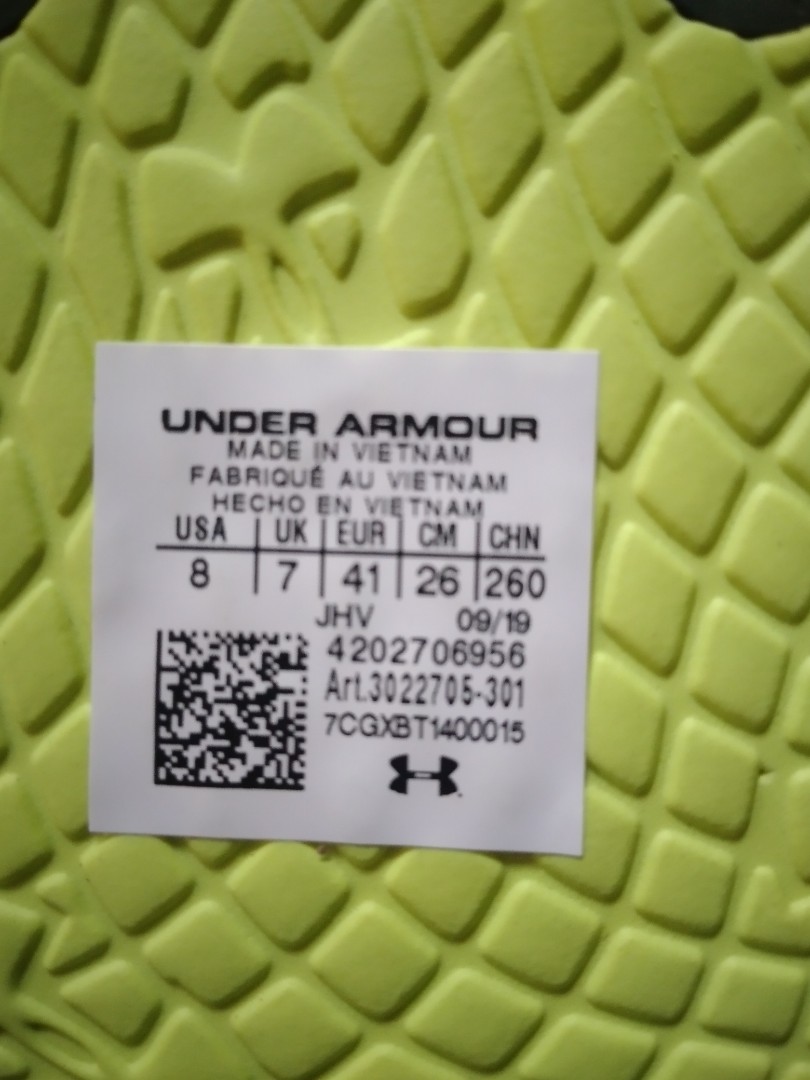 UNDER ARMOUR
MADE IN VIETNAM
FABRIQUÉ AU VIETNAM
HECHO EN VIETNAM
USA UK EUR CM CHN
8 7 41 26 260
JHV 09/19
4202706956
Art.3022705-301
7CGXBT1400015